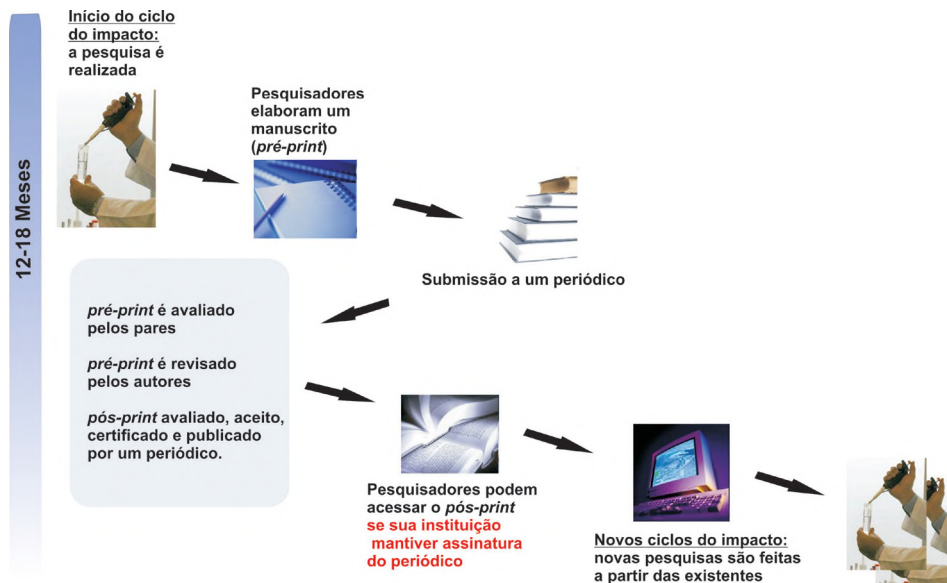 Início do ciclo
do impacto:
a pesquisa é
realizada
Pesquisadores
elaboram um
manuscrito
(pré-print)
12-18 Meses
Submissão a um periódico
pré-print é avaliado
pelos pares
pré-print é revisado
pelos autores
pós-print avaliado, aceito,
certificado e publicado
por um periódico.
Pesquisadores podem
acessar o pós-print
se sua instituição
mantiver assinatura
do periódico
Novos ciclos do impacto:
novas pesquisas são feitas
a partir das existentes